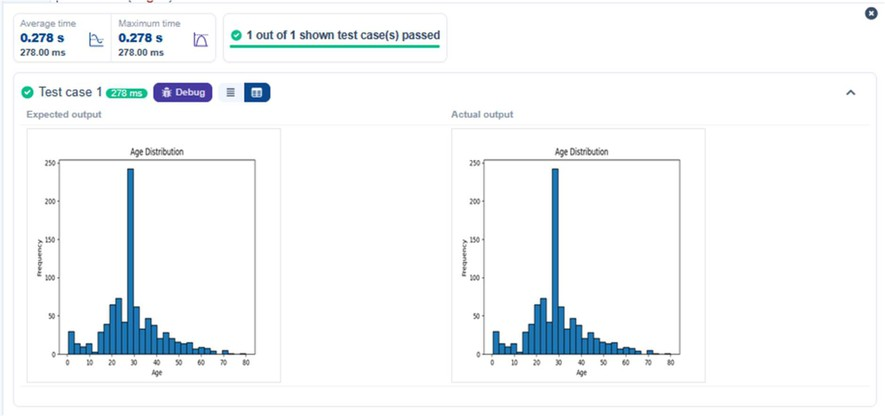 Average time
0.278 s
278.00 ms
Maximum time
0.278 s
278.00 ms
1 out of 1 shown test case(s) passed
Test case 1 278 ms Debug
Expected output
Actual output
Age Distribution
250
200
150
100
50
0
Frequency
0 10 20 30 40 50 60 70 80
Age
Age Distribution
250
200
150
100
50
0
Frequency
0 10 20 30 40 50 60 70 80
Age